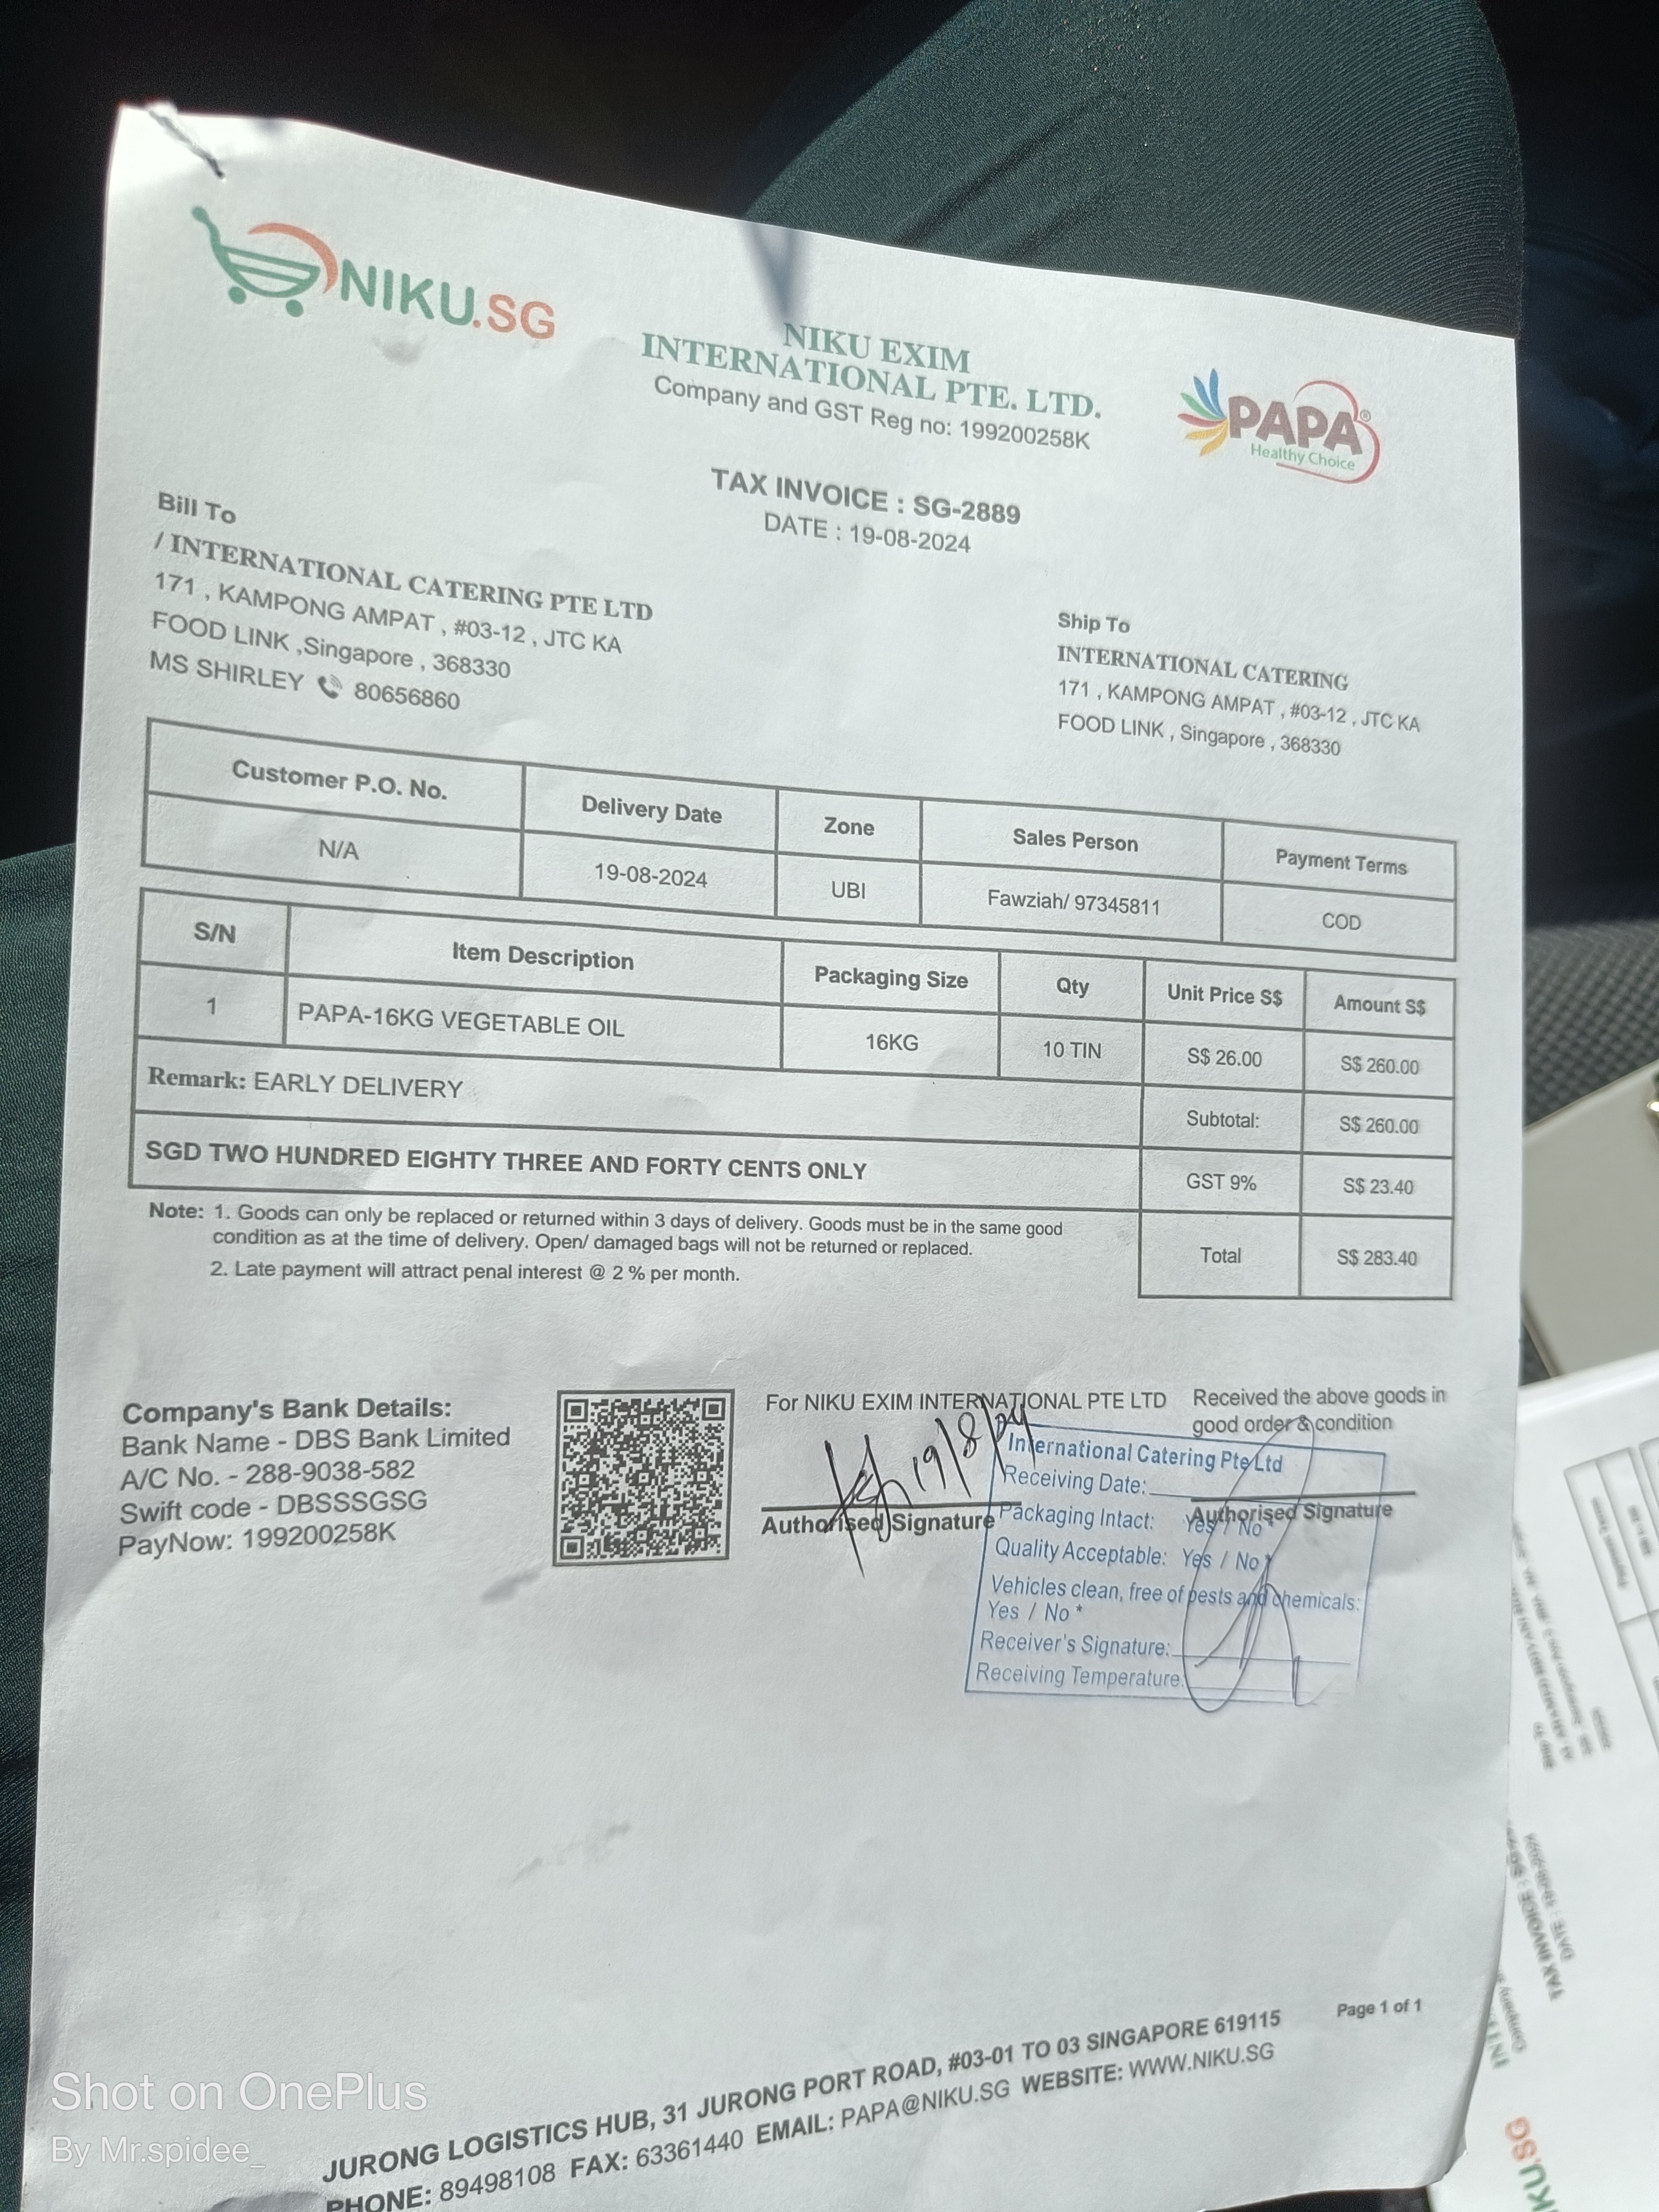 NIKU.SG
NIKU EXIM
INTERNATIONAL PTE. LTD.
Company and GST Reg no: 199200258K
PAPA®
Healthy Choice
TAX INVOICE : SG-2889
DATE : 19-08-2024
Bill To
/ INTERNATIONAL CATERING PTE LTD
171 , KAMPONG AMPAT , #03-12 , JTC KA
FOOD LINK ,Singapore , 368330
MS SHIRLEY 80656860
Ship To
INTERNATIONAL CATERING
171 , KAMPONG AMPAT , #03-12 , JTC KA
FOOD LINK , Singapore , 368330
Customer P.O. No. Delivery Date Zone Sales Person Payment Terms
N/A 19-08-2024 UBI Fawziah/ 97345811 COD
S/N Item Description Packaging Size Qty Unit Price S$ Amount S$
1 PAPA-16KG VEGETABLE OIL 16KG 10 TIN S$ 26.00 S$ 260.00
Remark: EARLY DELIVERY Subtotal: S$ 260.00
SGD TWO HUNDRED EIGHTY THREE AND FORTY CENTS ONLY GST 9% S$ 23.40
Total S$ 283.40
Note: 1. Goods can only be replaced or returned within 3 days of delivery. Goods must be in the same good
condition as at the time of delivery. Open/ damaged bags will not be returned or replaced.
2. Late payment will attract penal interest @ 2 % per month.
Company's Bank Details:
Bank Name - DBS Bank Limited
A/C No. - 288-9038-582
Swift code - DBSSSGSG
PayNow: 199200258K
For NIKU EXIM INTERNATIONAL PTE LTD
19/8/24
Authorised Signature
Received the above goods in
good order & condition
Authorised Signature
International Catering Pte Ltd
Receiving Date:
Packaging Intact: Yes / No *
Quality Acceptable: Yes / No *
Vehicles clean, free of pests and chemicals:
Yes / No *
Receiver's Signature:
Receiving Temperature:
Page 1 of 1
JURONG LOGISTICS HUB, 31 JURONG PORT ROAD, #03-01 TO 03 SINGAPORE 619115
PHONE: 89498108 FAX: 63361440 EMAIL: PAPA@NIKU.SG WEBSITE: WWW.NIKU.SG
Shot on OnePlus
By Mr.spidee_